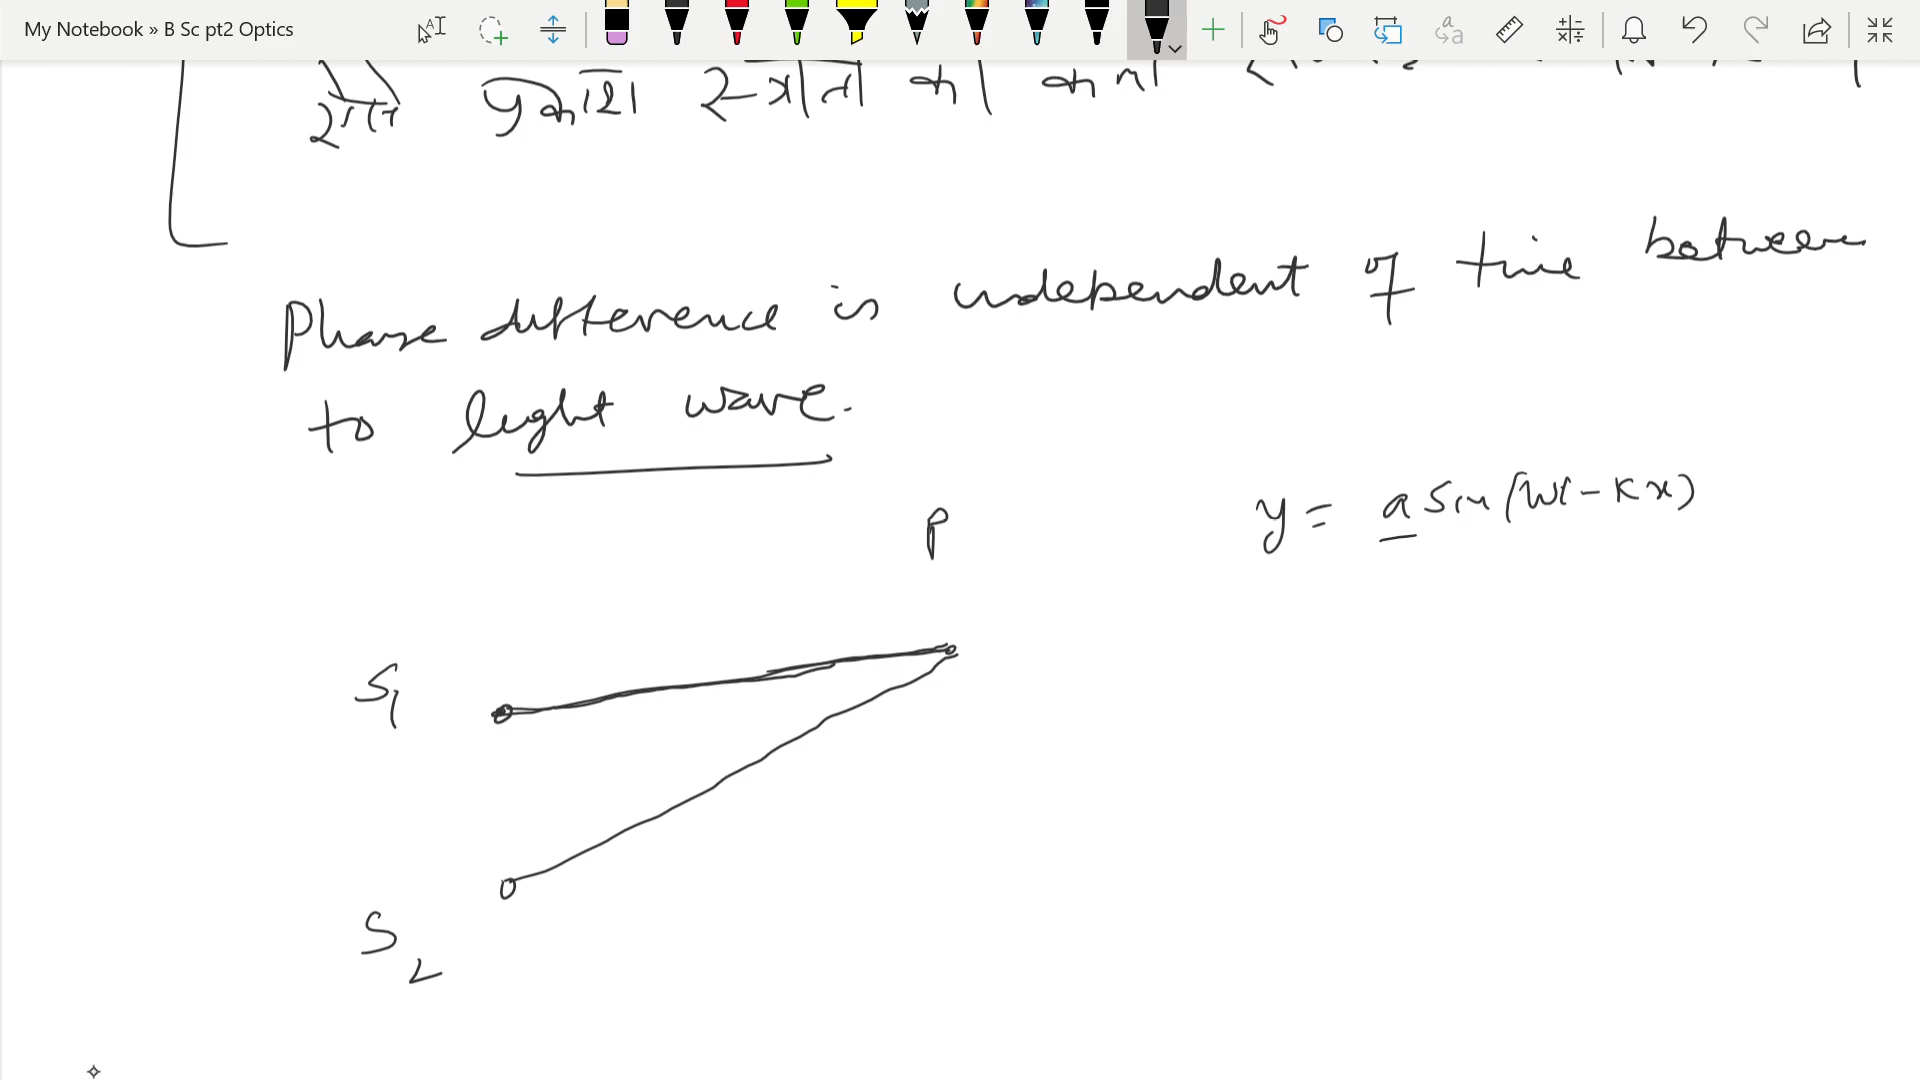 My Notebook » B Sc pt2 Optics
Phase difference is independent of time between
to light wave.
P
y = a sin (wt - kx)
S1
S2